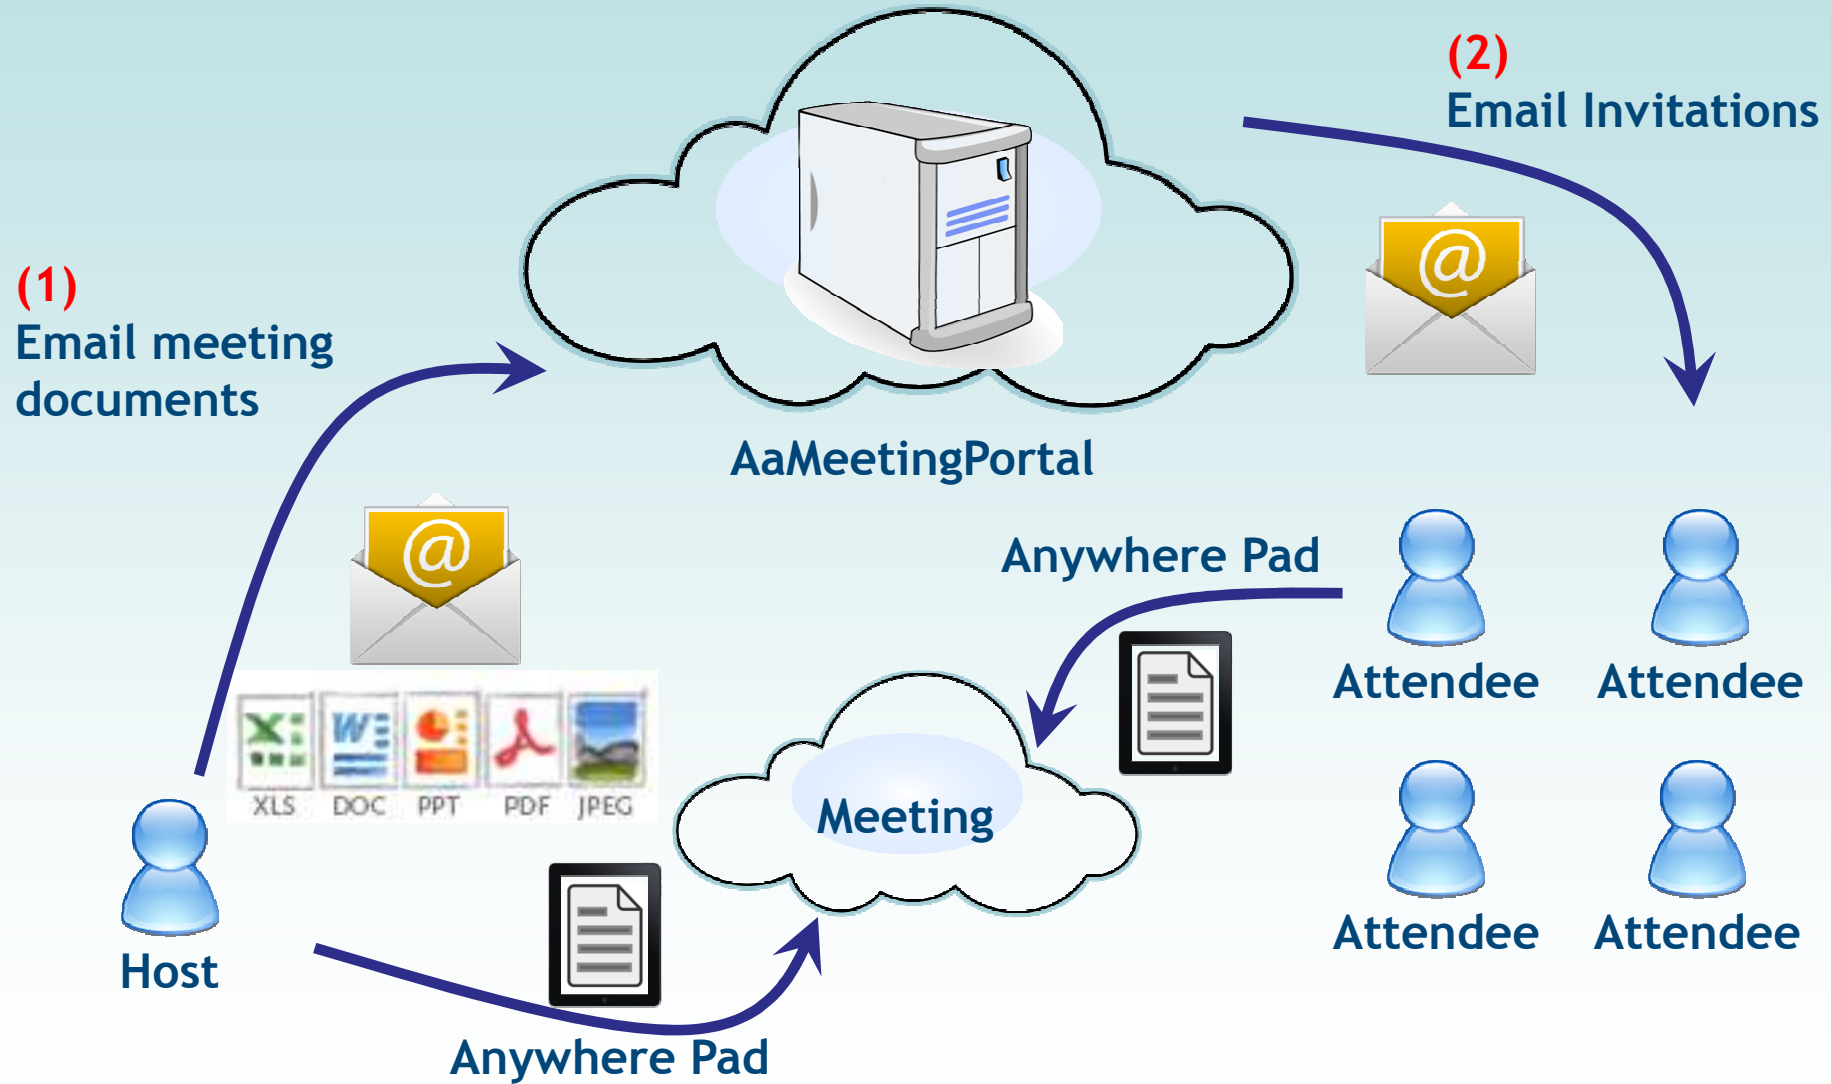 (2)
Email Invitations
(1)
Email meeting
documents
AaMeetingPortal
@
@
Anywhere Pad
Attendee
Attendee
XLS
DOC
PPT
PDF
JPEG
Meeting
Attendee
Attendee
Host
Anywhere Pad